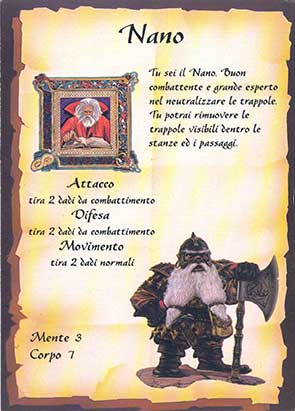 Nano
Tu sei il Nano. Buon
combattente e grande esperto
nel neutralizzare le trappole.
Tu potrai rimuovere le
trappole visibili dentro le
stanze ed i passaggi.
Attacco
tira 2 dadi da combattimento
Difesa
tira 2 dadi da combattimento
Movimento
tira 2 dadi normali
Mente 3
Corpo 7